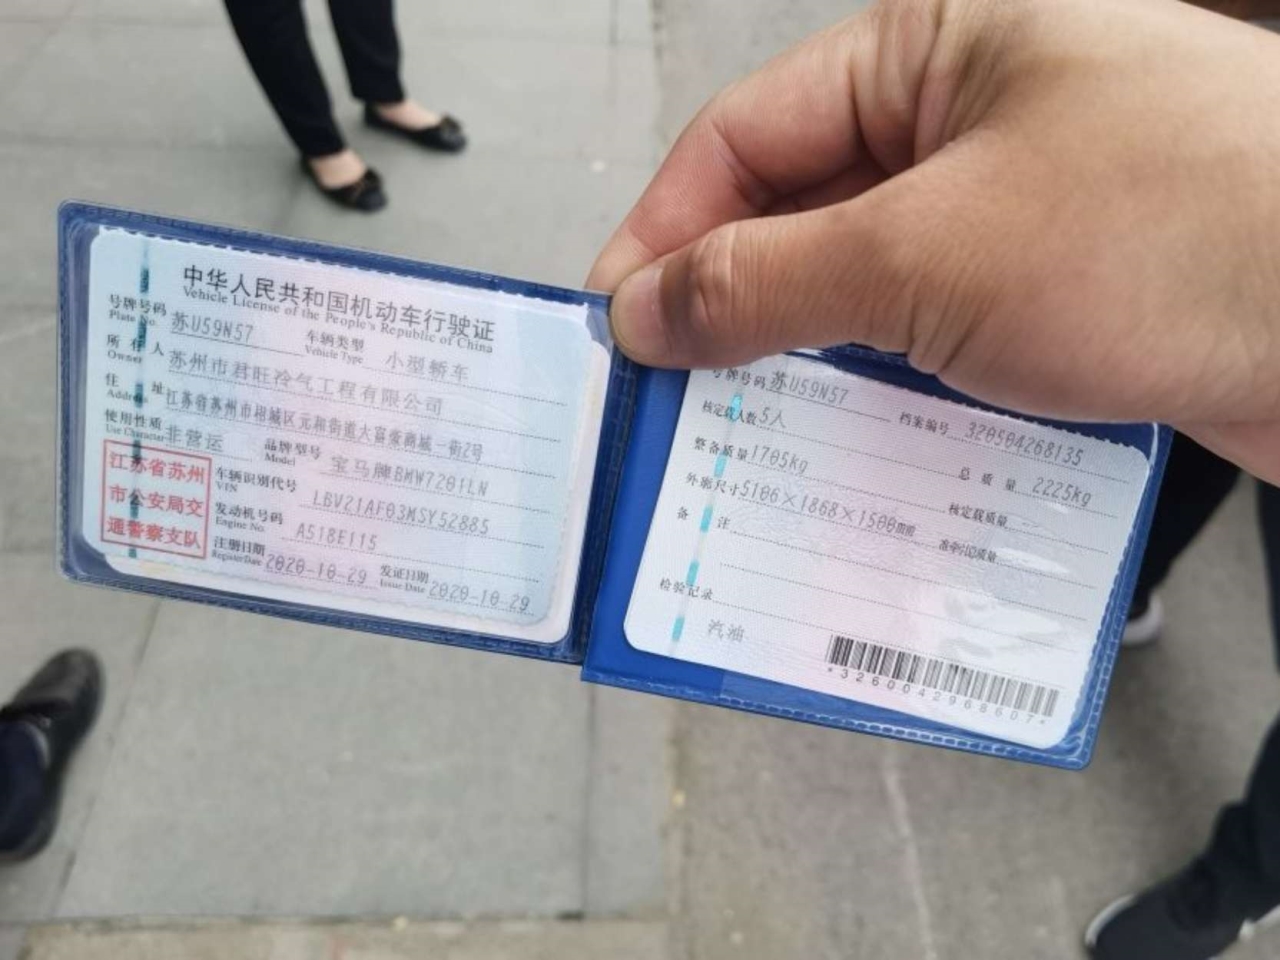 中华人民共和国机动车行驶证
Vehicle License of the People's Republic of China
号牌号码 苏U59N57 车辆类型 小型轿车
Plate No. Vehicle Type
所有人 苏州市君旺冷气工程有限公司
Owner
住址 江苏省苏州市相城区元和街道大富豪商城一街2号
Address
使用性质 非营运 品牌型号 宝马牌BMW7201LN
Use Character Model
江苏省苏州
市公安局交
通警察支队
车辆识别代号 LBV21AF03MSY52885
VIN
发动机号码 A518E115
Engine No.
注册日期 2020-10-29 发证日期 2020-10-29
Register Date Issue Date
号牌号码 苏U59N57 档案编号 320504268135
核定载人数 5人 总质量 2225kg
整备质量 1705kg 核定载质量
外廓尺寸 5106×1868×1500mm 准牵引总质量
备注
检验记录
汽油
*3260042968607*